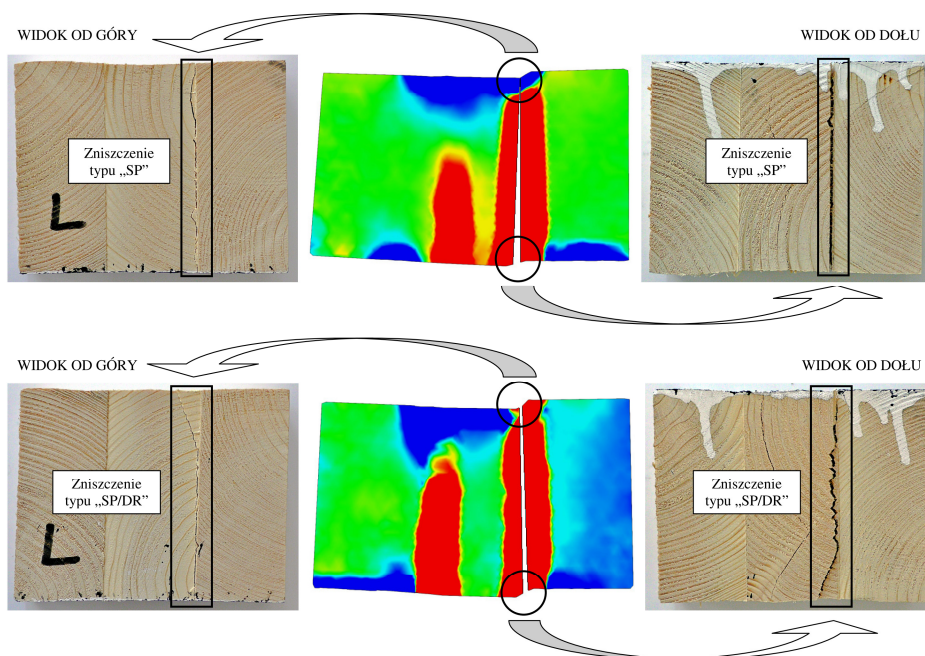 WIDOK OD GÓRY
WIDOK OD DOŁU
Zniszczenie
typu „SP”
Zniszczenie
typu „SP”
L
WIDOK OD GÓRY
WIDOK OD DOŁU
Zniszczenie
typu „SP/DR”
Zniszczenie
typu „SP/DR”
L